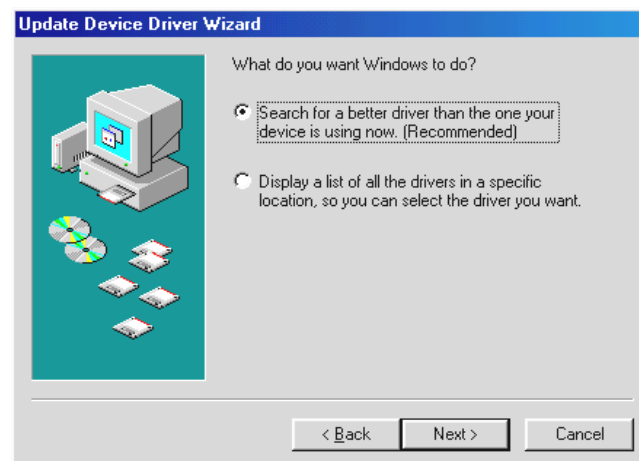 Update Device Driver Wizard
What do you want Windows to do?
Search for a better driver than the one your
device is using now. (Recommended)
Display a list of all the drivers in a specific
location, so you can select the driver you want.
< Back
Next >
Cancel